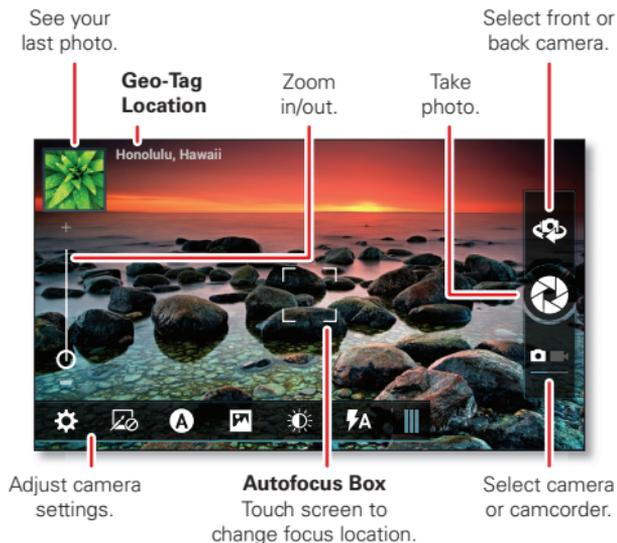 See your
last photo.
Geo-Tag
Location
Zoom
in/out.
Take
photo.
Select front or
back camera.
Honolulu, Hawaii
+
-
A
A
Adjust camera
settings.
Autofocus Box
Touch screen to
change focus location.
Select camera
or camcorder.